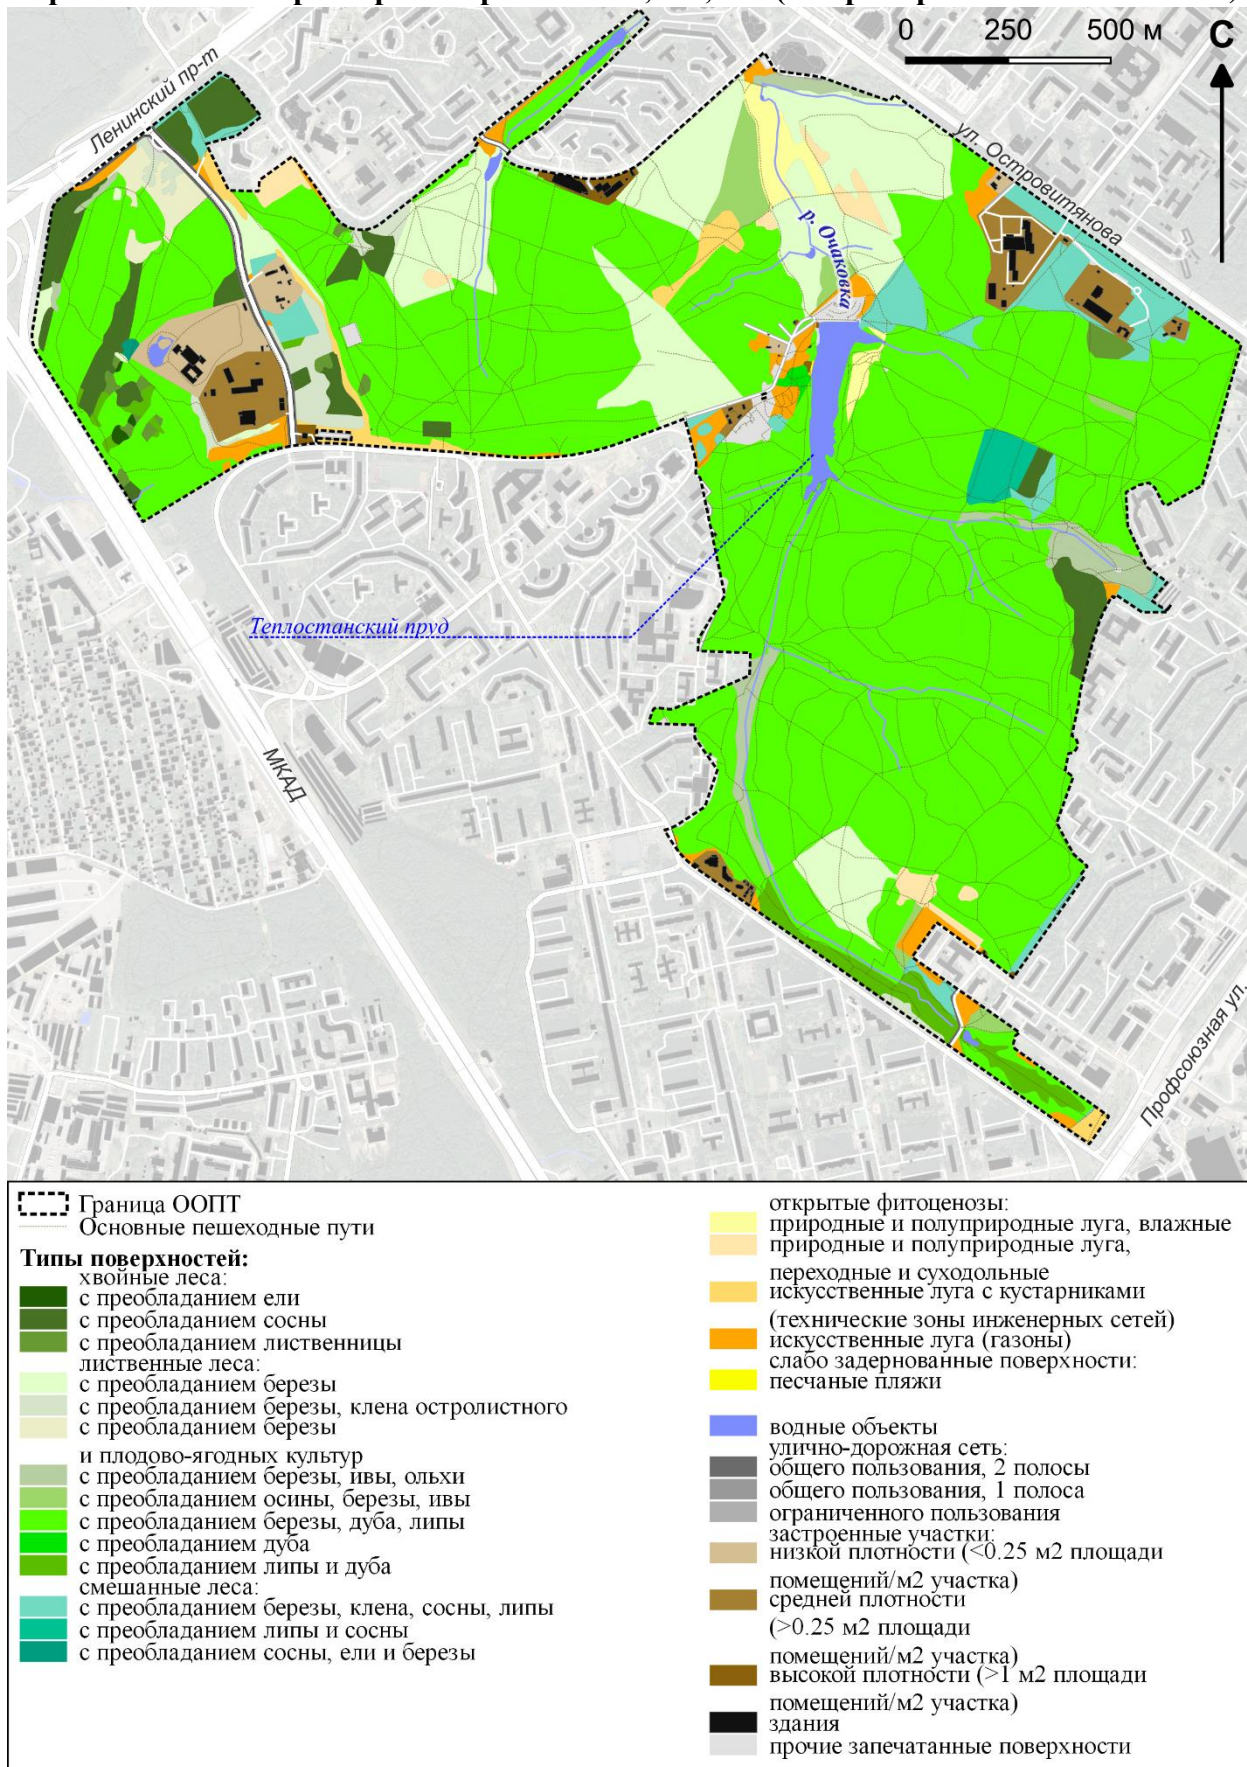 0 250 500 м
С
Ленинский пр-т
ул. Островитянова
р. Очаковка
Теплостанский пруд
МКАД
Профсоюзная ул.
Граница ООПТ
Основные пешеходные пути
Типы поверхностей:
хвойные леса:
с преобладанием ели
с преобладанием сосны
с преобладанием лиственницы
лиственные леса:
с преобладанием березы
с преобладанием березы, клена остролистного
с преобладанием березы
и плодово-ягодных культур
с преобладанием березы, ивы, ольхи
с преобладанием осины, березы, ивы
с преобладанием березы, дуба, липы
с преобладанием дуба
с преобладанием липы и дуба
смешанные леса:
с преобладанием березы, клена, сосны, липы
с преобладанием липы и сосны
с преобладанием сосны, ели и березы
открытые фитоценозы:
природные и полуприродные луга, влажные
природные и полуприродные луга,
переходные и суходольные
искусственные луга с кустарниками
(технические зоны инженерных сетей)
искусственные луга (газоны)
слабо задернованные поверхности:
песчаные пляжи
водные объекты
улично-дорожная сеть:
общего пользования, 2 полосы
общего пользования, 1 полоса
ограниченного пользования
застроенные участки:
низкой плотности (<0.25 м2 площади
помещений/м2 участка)
средней плотности
(>0.25 м2 площади
помещений/м2 участка)
высокой плотности (>1 м2 площади
помещений/м2 участка)
здания
прочие запечатанные поверхности